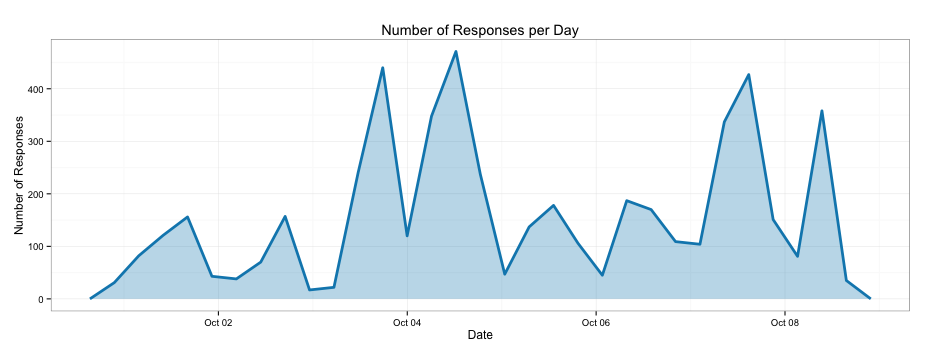 Number of Responses per Day
Number of Responses
400
300
200
100
0
Oct 02
Oct 04
Oct 06
Oct 08
Date